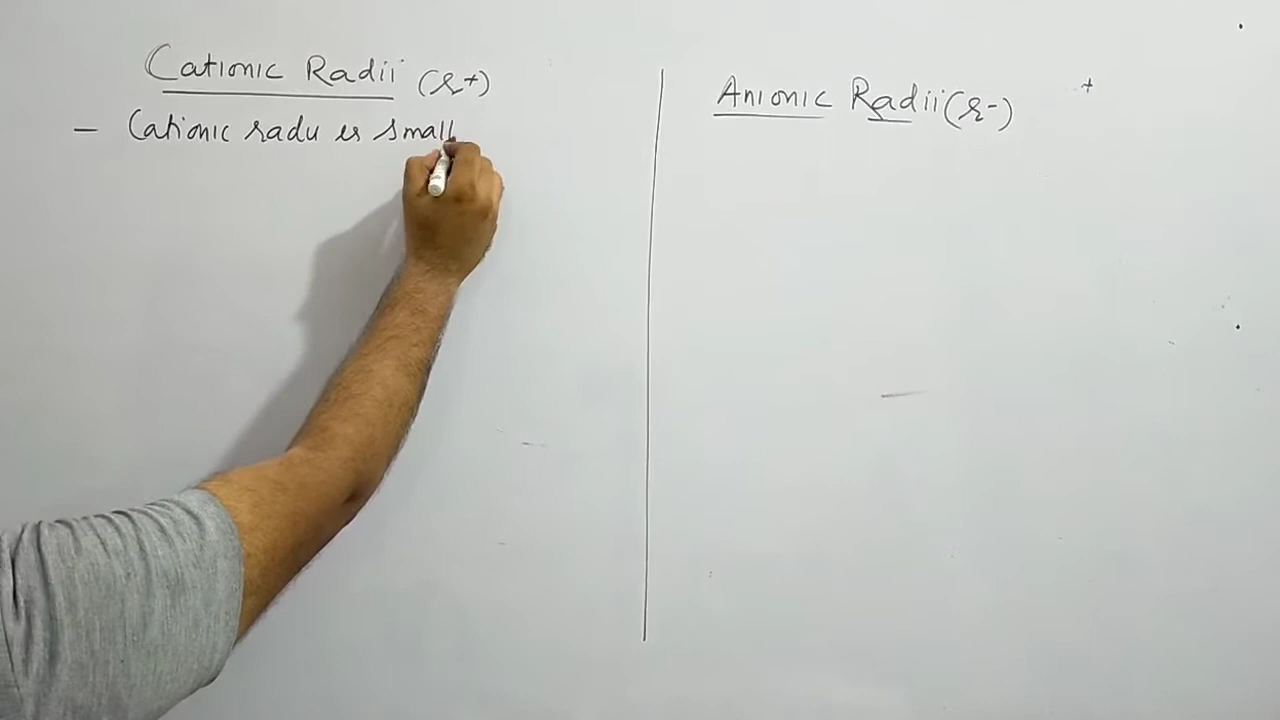 Cationic Radii (r+)
– Cationic radii is small
Anionic Radii (r-)
+